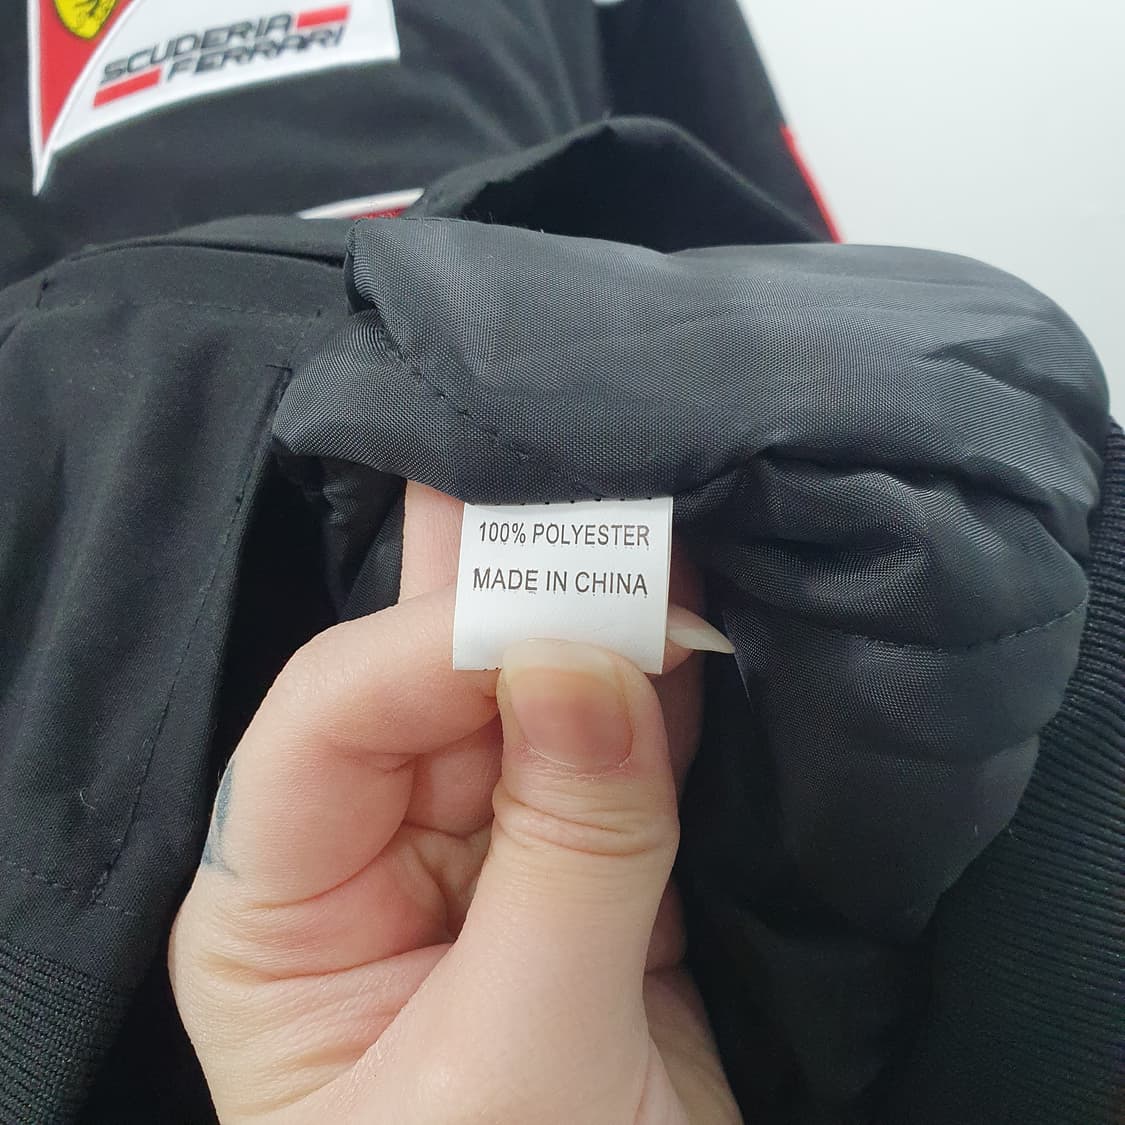 SCUDERIA
FERRARI
100% POLYESTER
MADE IN CHINA